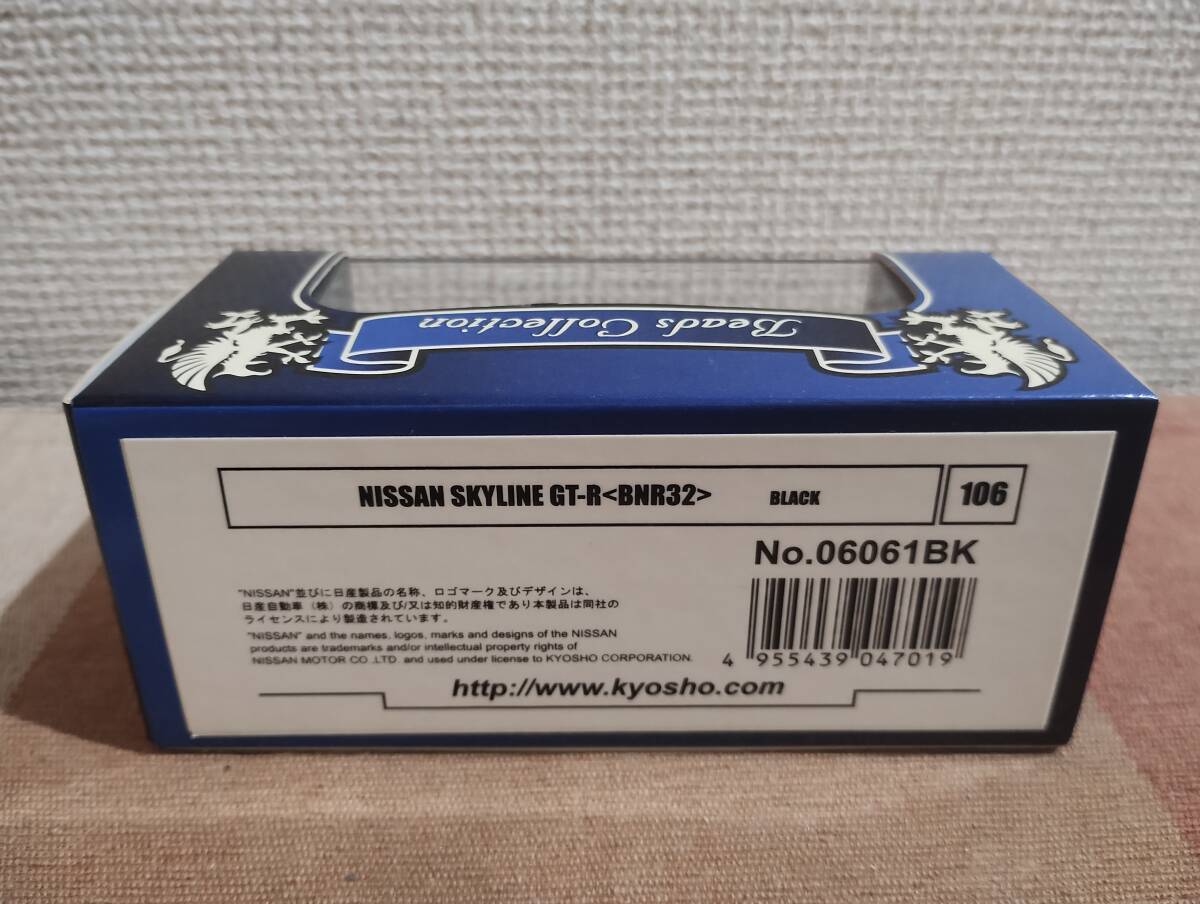 Beads Collection
NISSAN SKYLINE GT-R<BNR32> BLACK 106
No.06061BK
"NISSAN"並びに日産製品の名称、ロゴマーク及びデザインは、
日産自動車（株）の商標及び/又は知的財産権であり本製品は同社の
ライセンスにより製造されています。
"NISSAN" and the names, logos, marks and designs of the NISSAN
products are trademarks and/or intellectual property rights of
NISSAN MOTOR CO.,LTD. and used under license to KYOSHO CORPORATION.
4 955439 047019
http://www.kyosho.com